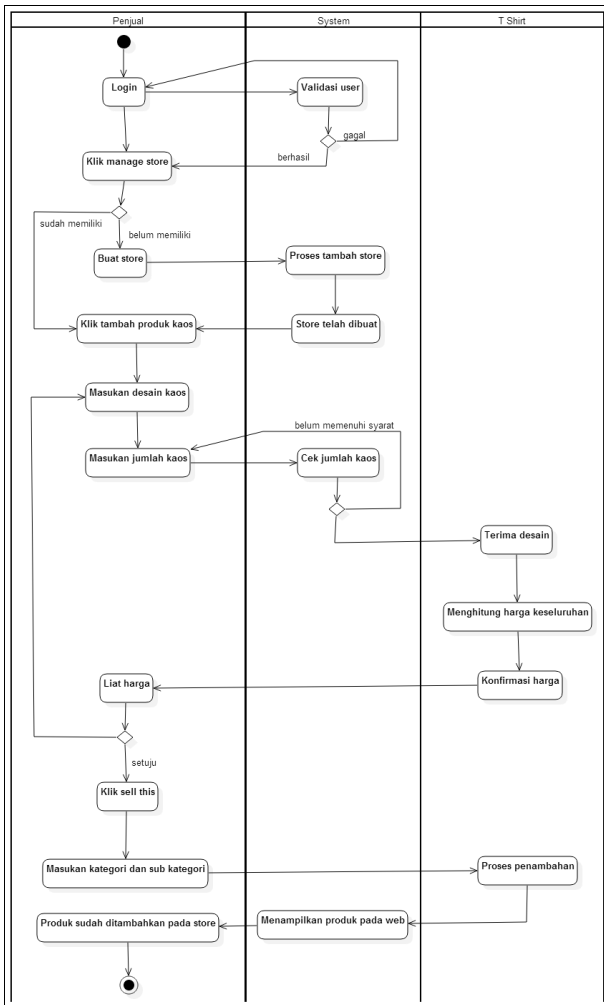 Penjual
System
T Shirt
Login
Validasi user
gagal
berhasil
Klik manage store
sudah memiliki
belum memiliki
Buat store
Proses tambah store
Klik tambah produk kaos
Store telah dibuat
Masukan desain kaos
belum memenuhi syarat
Masukan jumlah kaos
Cek jumlah kaos
Terima desain
Menghitung harga keseluruhan
Konfirmasi harga
Liat harga
setuju
Klik sell this
Masukan kategori dan sub kategori
Proses penambahan
Menampilkan produk pada web
Produk sudah ditambahkan pada store